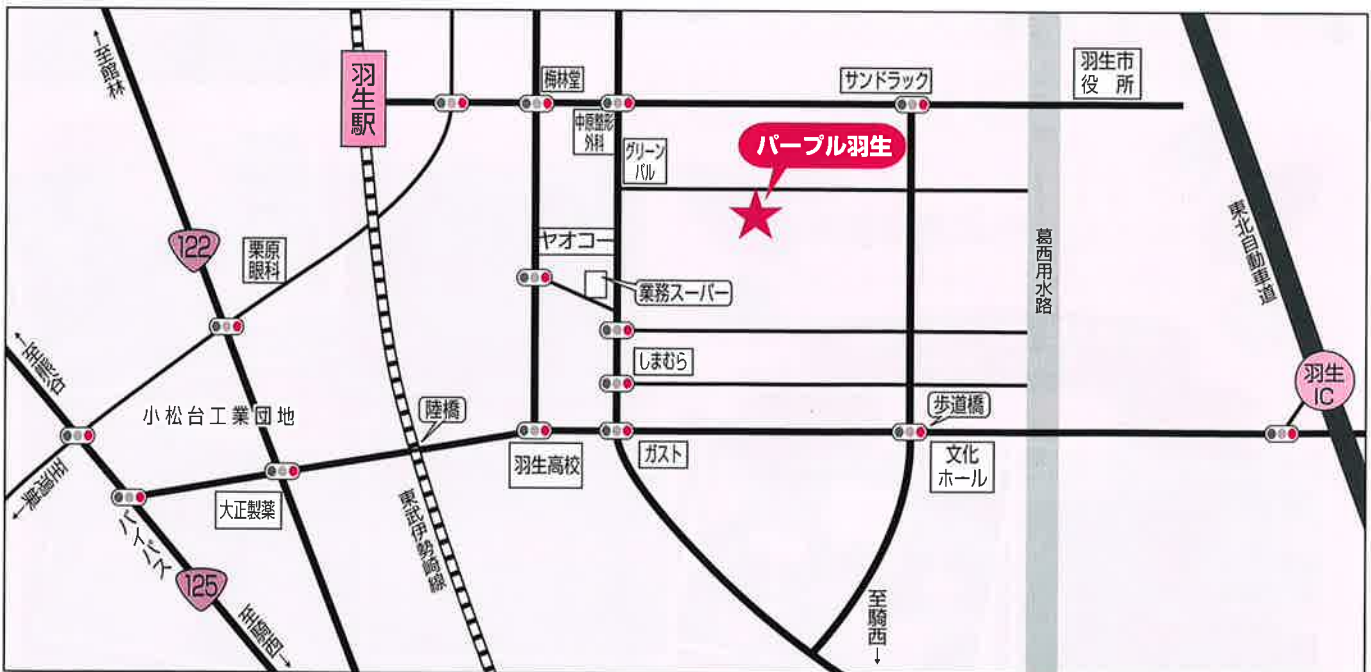 ↑至館林
羽生駅
梅林堂
中原整形
外科
グリーン
パル
サンドラック
羽生市
役所
パープル羽生
122
栗原
眼科
ヤオコー
業務スーパー
葛西用水路
東北自動車道
↑至熊谷
しまむら
羽生
IC
小松台工業団地
陸橋
歩道橋
至鴻巣↓
羽生高校
ガスト
文化
ホール
大正製薬
バイパス
東武伊勢崎線
125
至騎西↓
至騎西↓